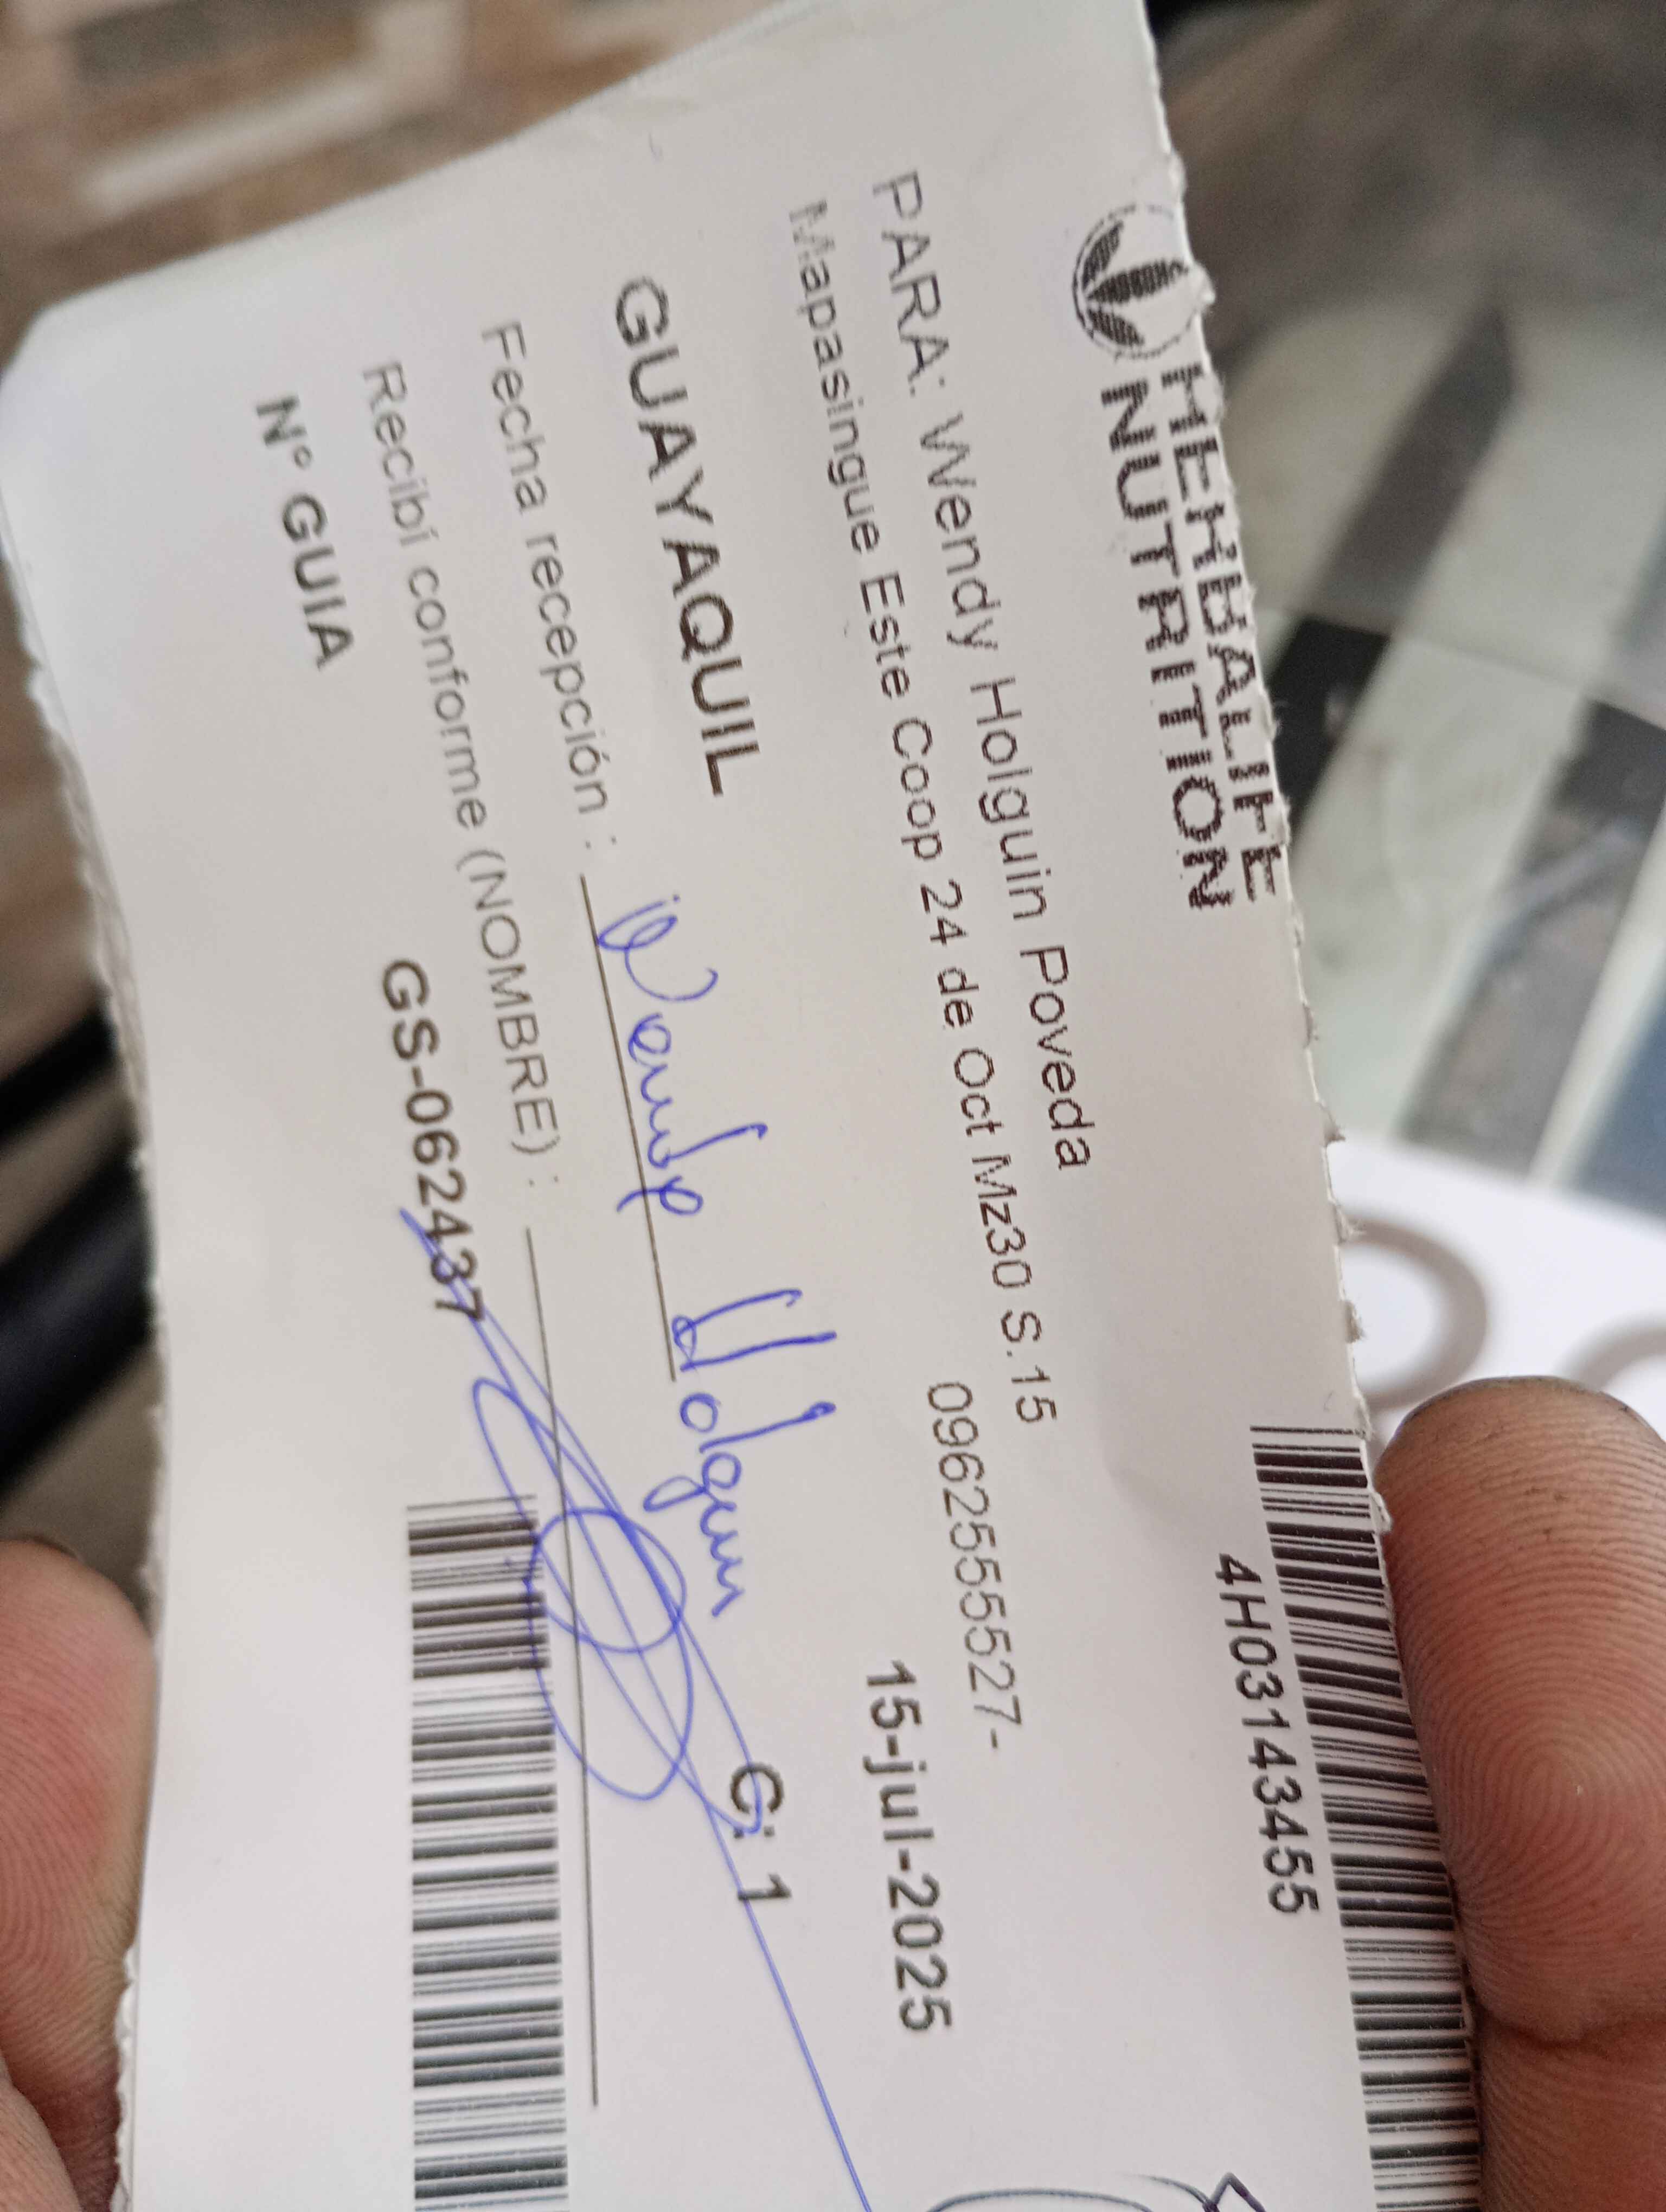 HERBALIFE
NUTRITION
4H03143455
PARA: Wendy Holguin Poveda
Mapasingue Este Coop 24 de Oct Mz30 S.15
0962555527-
GUAYAQUIL
15-jul-2025
Fecha recepción : Wendy Holguin
G: 1
Recibí conforme (NOMBRE) :
N° GUIA GS-062437